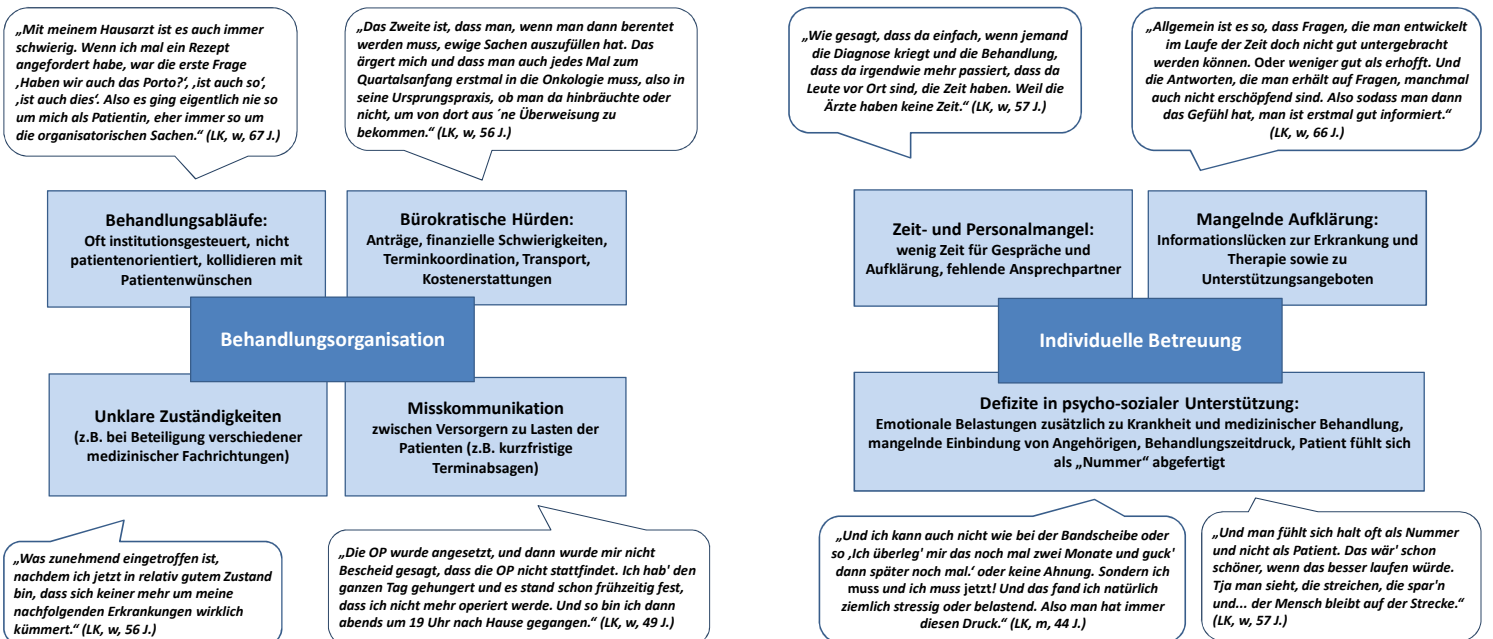 „Mit meinem Hausarzt ist es auch immer
schwierig. Wenn ich mal ein Rezept
angefordert habe, war die erste Frage
‚Haben wir auch das Porto?‘, ‚ist auch so‘,
‚ist auch dies‘. Also es ging eigentlich nie so
um mich als Patientin, eher immer so um
die organisatorischen Sachen.“ (LK, w, 67 J.)
„Das Zweite ist, dass man, wenn man dann berentet
werden muss, ewige Sachen auszufüllen hat. Das
ärgert mich und dass man auch jedes Mal zum
Quartalsanfang erstmal in die Onkologie muss, also in
seine Ursprungspraxis, ob man da hinbräuchte oder
nicht, um von dort aus ´ne Überweisung zu
bekommen.“ (LK, w, 56 J.)
Behandlungsabläufe:
Oft institutionsgesteuert, nicht
patientenorientiert, kollidieren mit
Patientenwünschen
Bürokratische Hürden:
Anträge, finanzielle Schwierigkeiten,
Terminkoordination, Transport,
Kostenerstattungen
Behandlungsorganisation
Unklare Zuständigkeiten
(z.B. bei Beteiligung verschiedener
medizinischer Fachrichtungen)
Misskommunikation
zwischen Versorgern zu Lasten der
Patienten (z.B. kurzfristige
Terminabsagen)
„Was zunehmend eingetroffen ist,
nachdem ich jetzt in relativ gutem Zustand
bin, dass sich keiner mehr um meine
nachfolgenden Erkrankungen wirklich
kümmert.“ (LK, w, 56 J.)
„Die OP wurde angesetzt, und dann wurde mir nicht
Bescheid gesagt, dass die OP nicht stattfindet. Ich hab' den
ganzen Tag gehungert und es stand schon frühzeitig fest,
dass ich nicht mehr operiert werde. Und so bin ich dann
abends um 19 Uhr nach Hause gegangen.“ (LK, w, 49 J.)
„Wie gesagt, dass da einfach, wenn jemand
die Diagnose kriegt und die Behandlung,
dass da irgendwie mehr passiert, dass da
Leute vor Ort sind, die Zeit haben. Weil die
Ärzte haben keine Zeit.“ (LK, w, 57 J.)
„Allgemein ist es so, dass Fragen, die man entwickelt
im Laufe der Zeit doch nicht gut untergebracht
werden können. Oder weniger gut als erhofft. Und
die Antworten, die man erhält auf Fragen, manchmal
auch nicht erschöpfend sind. Also sodass man dann
das Gefühl hat, man ist erstmal gut informiert.“
(LK, w, 66 J.)
Zeit- und Personalmangel:
wenig Zeit für Gespräche und
Aufklärung, fehlende Ansprechpartner
Mangelnde Aufklärung:
Informationslücken zur Erkrankung und
Therapie sowie zu
Unterstützungsangeboten
Individuelle Betreuung
Defizite in psycho-sozialer Unterstützung:
Emotionale Belastungen zusätzlich zu Krankheit und medizinischer Behandlung,
mangelnde Einbindung von Angehörigen, Behandlungszeitdruck, Patient fühlt sich
als „Nummer“ abgefertigt
„Und ich kann auch nicht wie bei der Bandscheibe oder
so ‚Ich überleg' mir das noch mal zwei Monate und guck'
dann später noch mal.‘ oder keine Ahnung. Sondern ich
muss und ich muss jetzt! Und das fand ich natürlich
ziemlich stressig oder belastend. Also man hat immer
diesen Druck.“ (LK, m, 44 J.)
„Und man fühlt sich halt oft als Nummer
und nicht als Patient. Das wär' schon
schöner, wenn das besser laufen würde.
Tja man sieht, die streichen, die spar'n
und... der Mensch bleibt auf der Strecke.“
(LK, w, 57 J.)